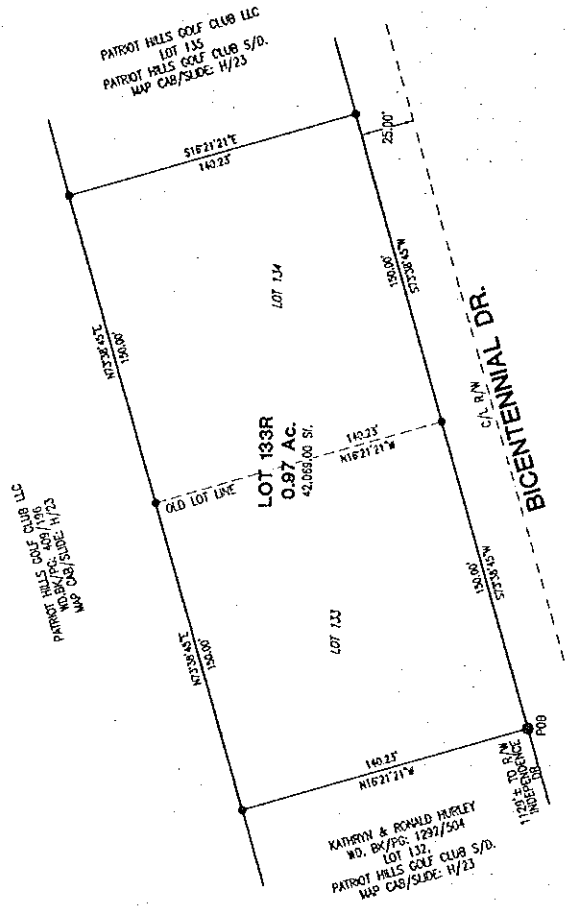 PATRIOT HILLS GOLF CLUB LLC
LOT 135
PATRIOT HILLS GOLF CLUB S/D.
MAP CAB/SLIDE: H/23
S16°21'21"E
140.23'
25.00'
N73°38'45"E
150.00'
LOT 134
150.00'
S73°38'45"W
PATRIOT HILLS GOLF CLUB LLC
WD.BK/PG: 409/196
MAP CAB/SLIDE: H/23
OLD LOT LINE
LOT 133R
0.97 Ac.
42,069.00 Sf.
140.23'
N16°21'21"W
C/L R/W
BICENTENNIAL DR.
N73°38'45"E
150.00'
LOT 133
150.00'
S73°38'45"W
140.23'
N16°21'21"W
POB
1129'± TO R/W
INDEPENDENCE
DR
KATHRYN & RONALD HURLEY
WD. BK/PG: 1292/504
LOT 132,
PATRIOT HILLS GOLF CLUB S/D.
MAP CAB/SLIDE: H/23